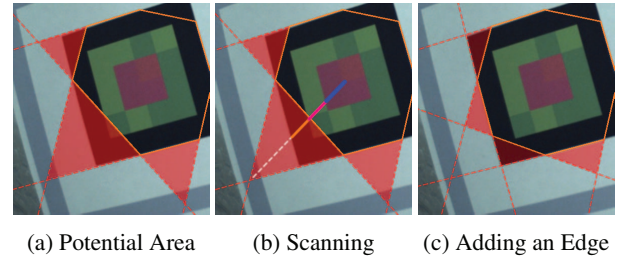 (a) Potential Area
(b) Scanning
(c) Adding an Edge